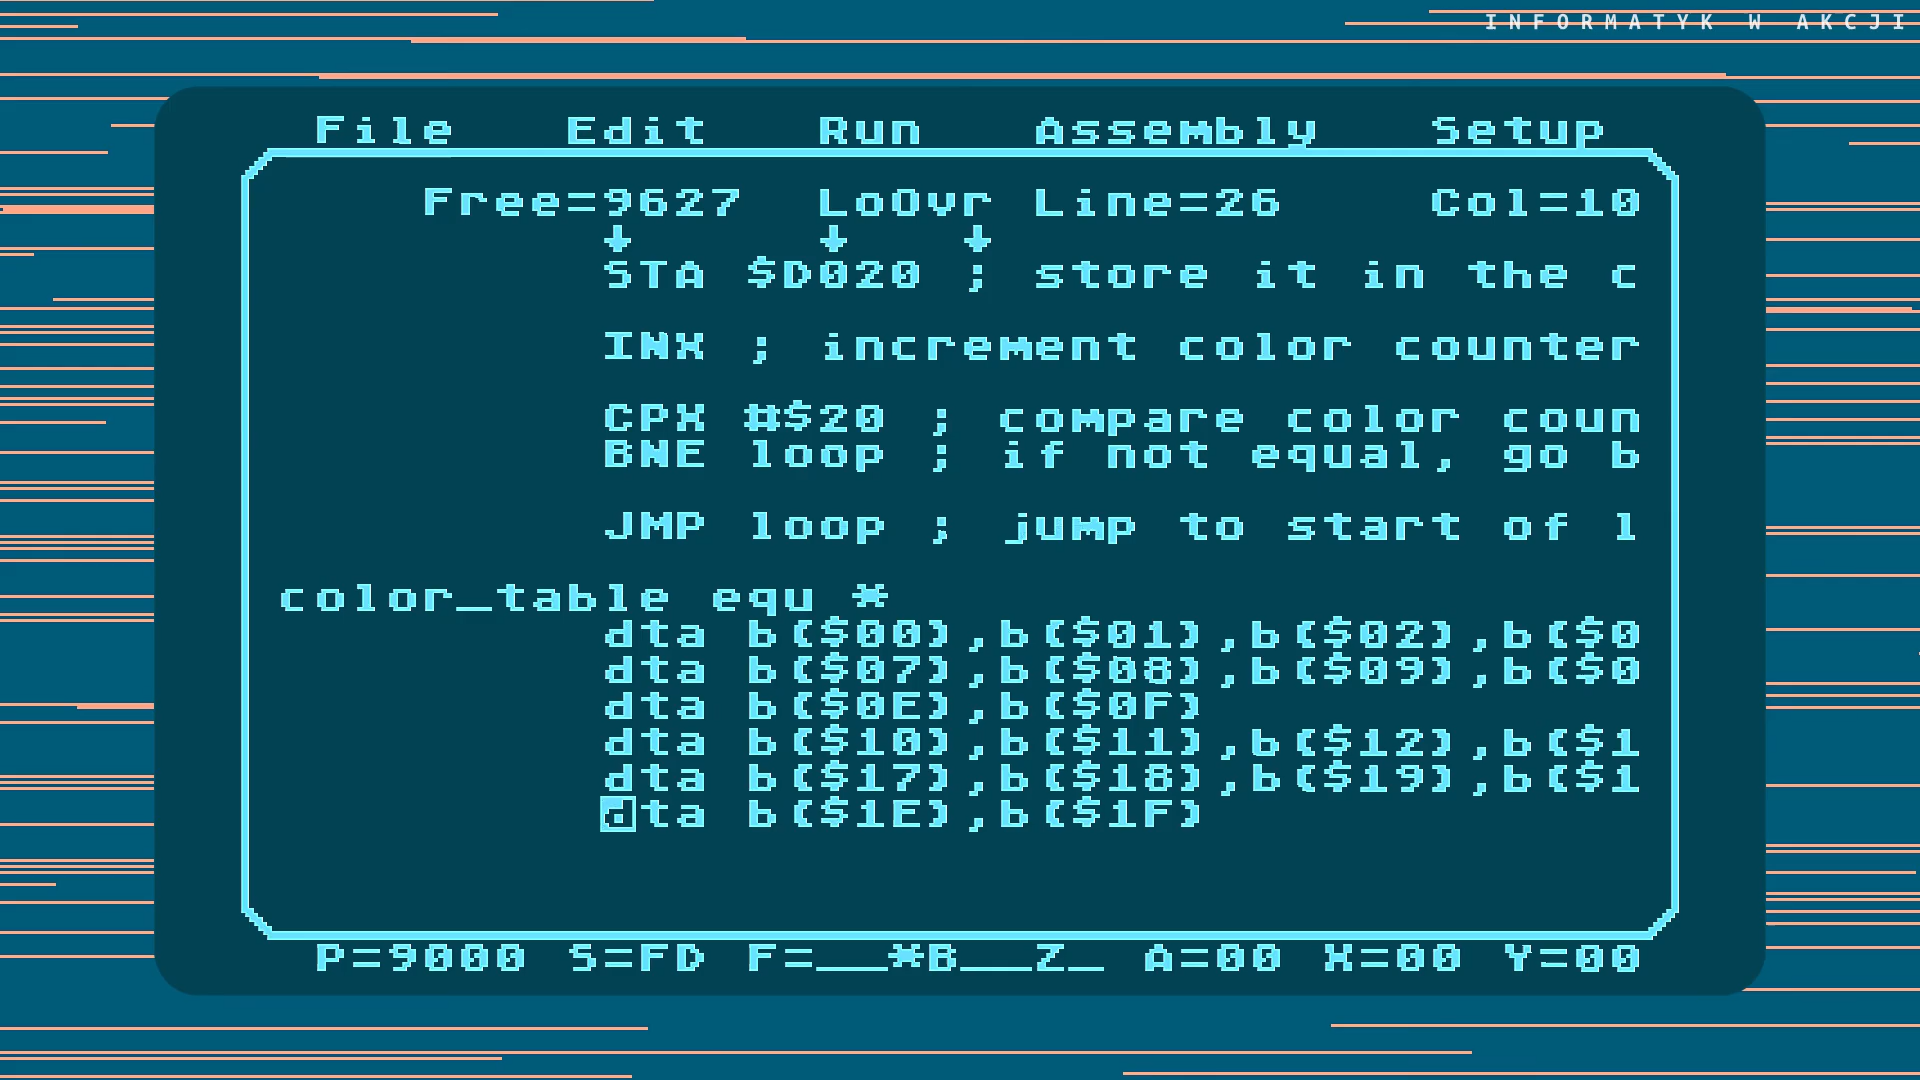 INFORMATYK W AKCJI
File Edit Run Assembly Setup
Free=9627 LoOvr Line=26 Col=10
STA $D020 ; store it in the c
INX ; increment color counter
CPX #$20 ; compare color coun
BNE loop ; if not equal, go b
JMP loop ; jump to start of l
color_table equ *
dta b($00),b($01),b($02),b($0
dta b($07),b($08),b($09),b($0
dta b($0E),b($0F)
dta b($10),b($11),b($12),b($1
dta b($17),b($18),b($19),b($1
dta b($1E),b($1F)
P=9000 S=FD F=__*B__Z_ A=00 X=00 Y=00